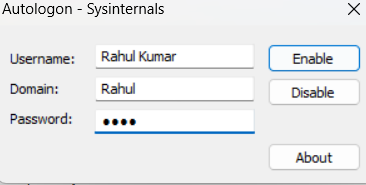 Autologon - Sysinternals
Username: Rahul Kumar Enable
Domain: Rahul Disable
Password: ●●●●
About